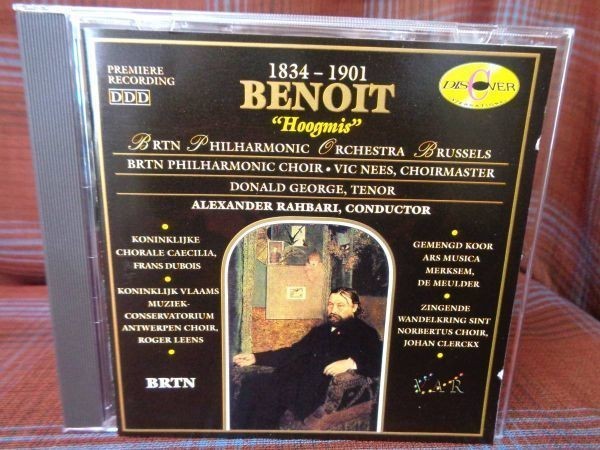 PREMIERE
RECORDING
DDD
1834 – 1901
BENOIT
"Hoogmis"
DISCOVER
BRTN PHILHARMONIC ORCHESTRA BRUSSELS
BRTN PHILHARMONIC CHOIR • VIC NEES, CHOIRMASTER
DONALD GEORGE, TENOR
ALEXANDER RAHBARI, CONDUCTOR
KONINKLIJKE
CHORALE CAECILIA,
FRANS DUBOIS
KONINKLIJK VLAAMS
MUZIEK-
CONSERVATORIUM
ANTWERPEN CHOIR,
ROGER LEENS
BRTN
GEMENGD KOOR
ARS MUSICA
MERKSEM,
DE MEULDER
ZINGENDE
WANDELKRING SINT
NORBERTUS CHOIR,
JOHAN CLERCKX